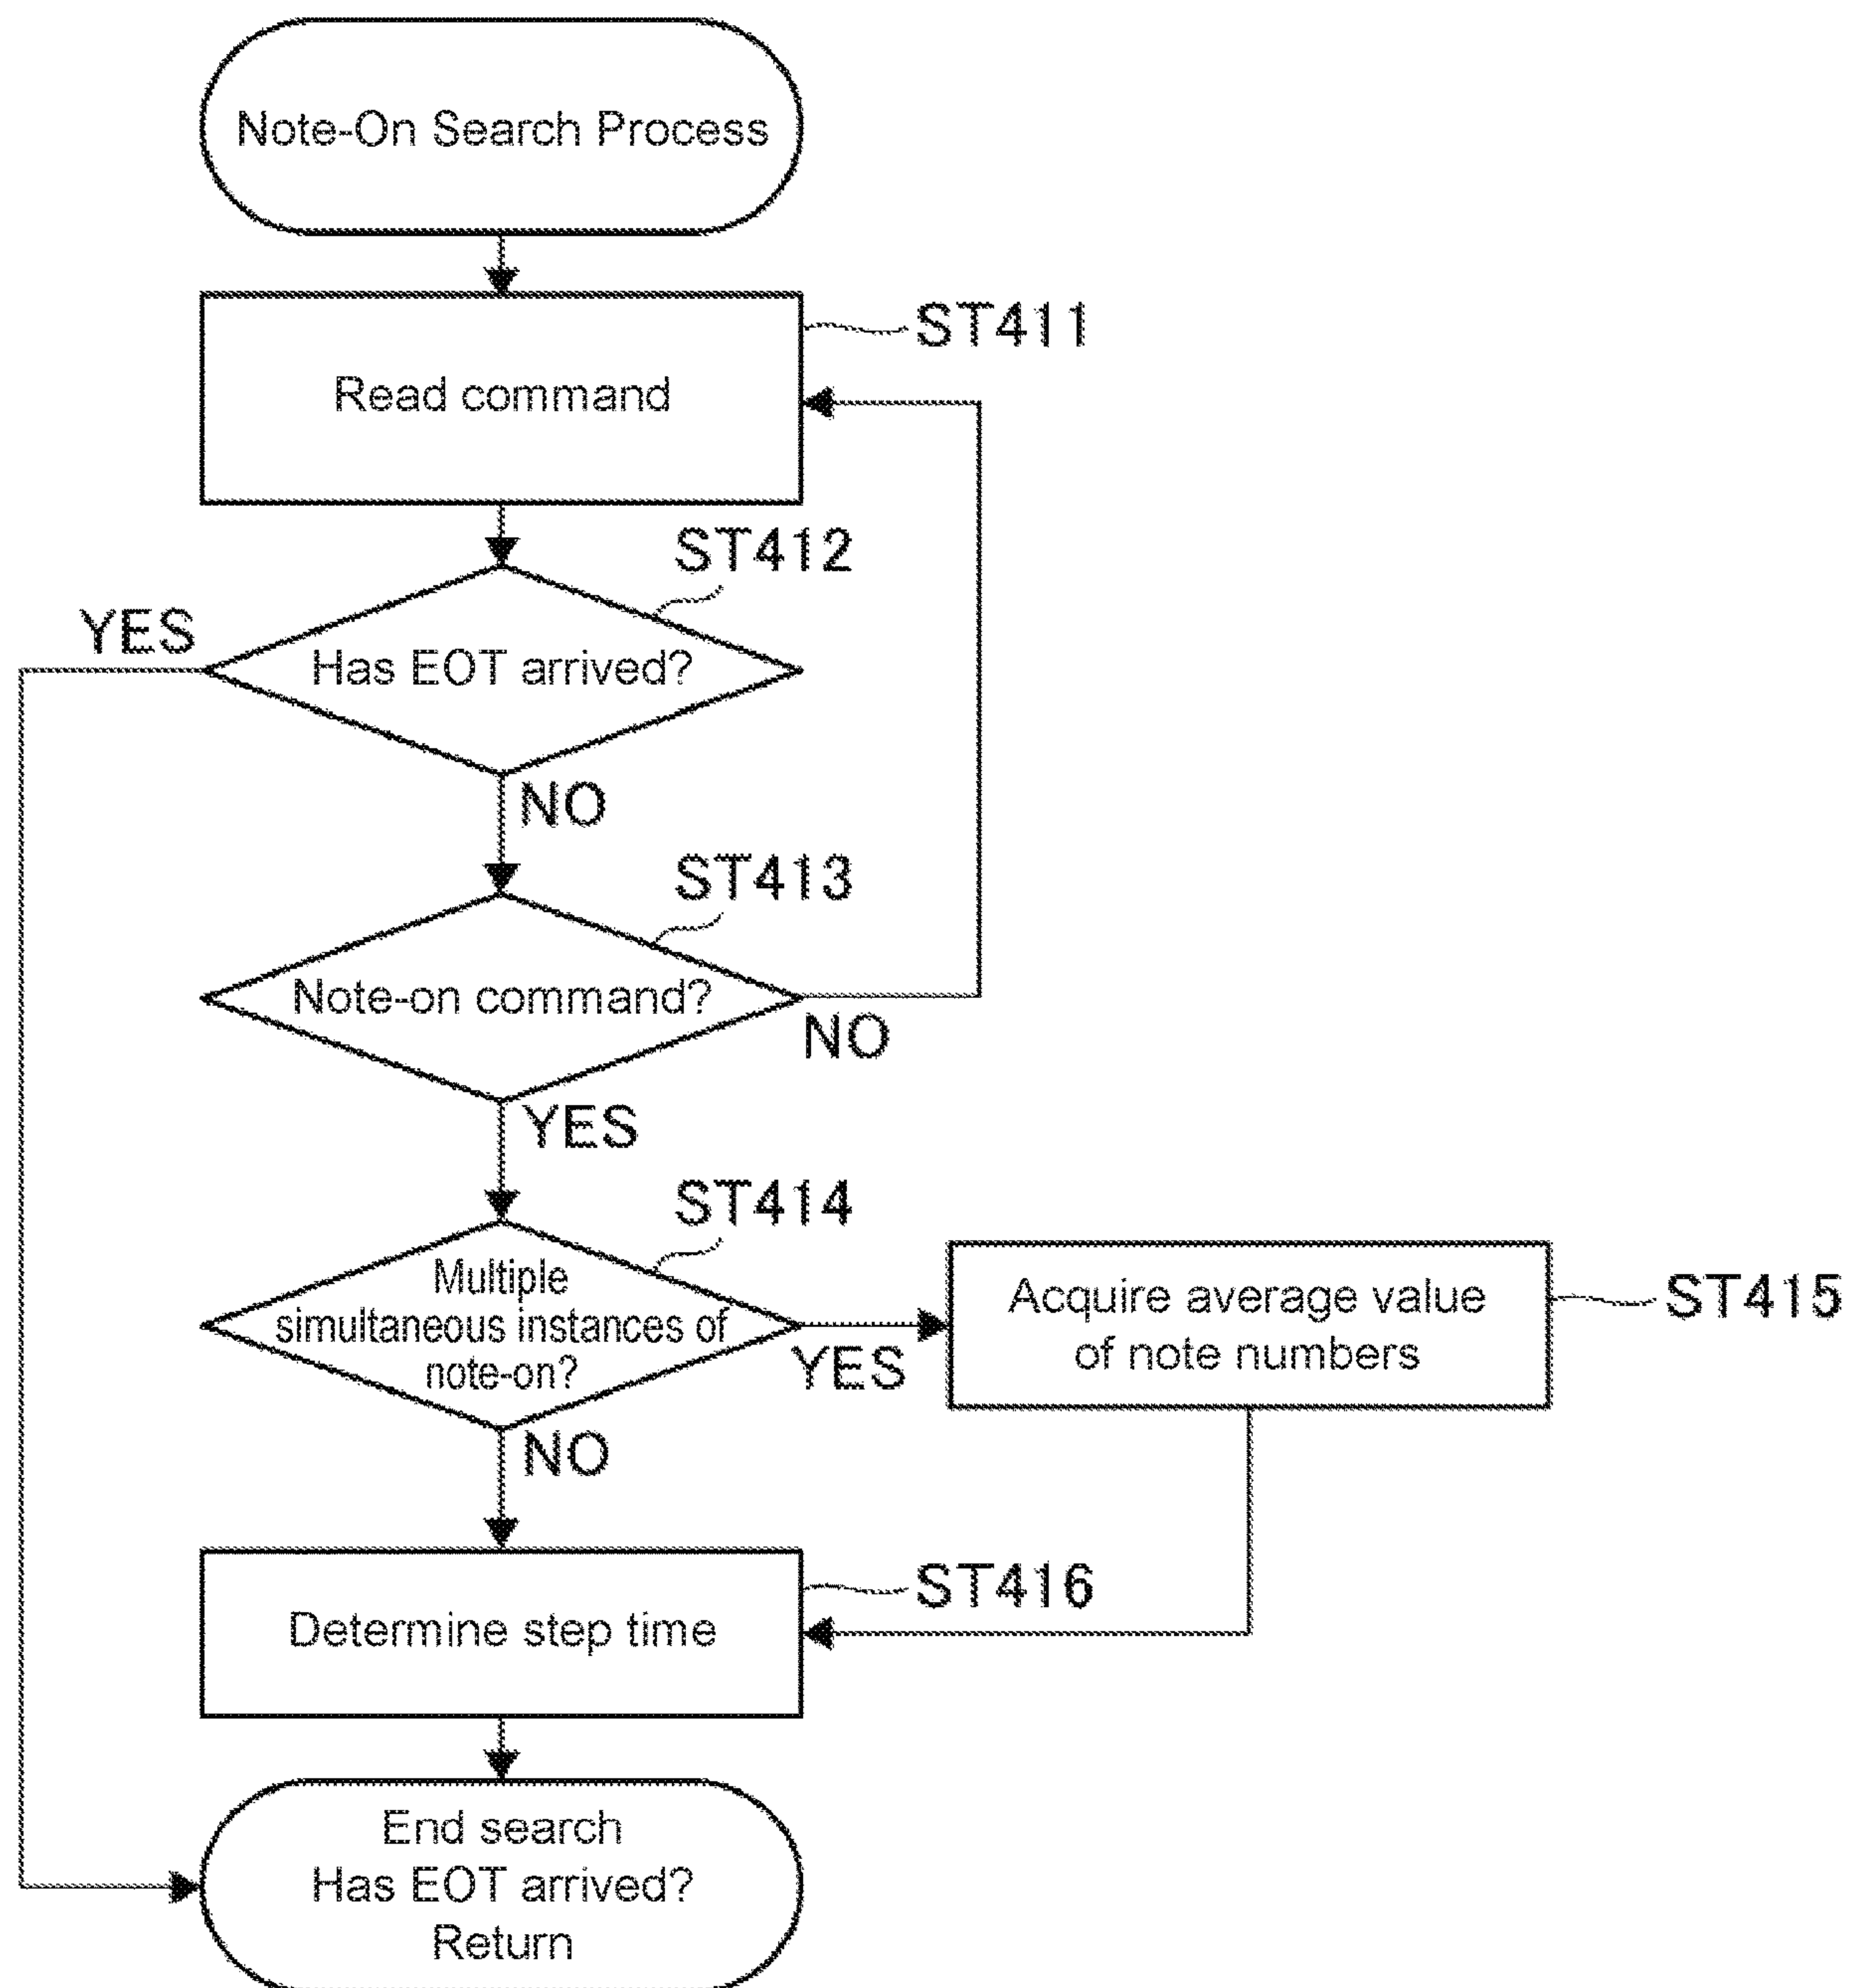 Note-On Search Process
ST411
Read command
ST412
YES
Has EOT arrived?
NO
ST413
Note-on command?
NO
YES
ST414
Multiple
simultaneous instances of
note-on?
YES
Acquire average value
of note numbers
ST415
NO
ST416
Determine step time
End search
Has EOT arrived?
Return